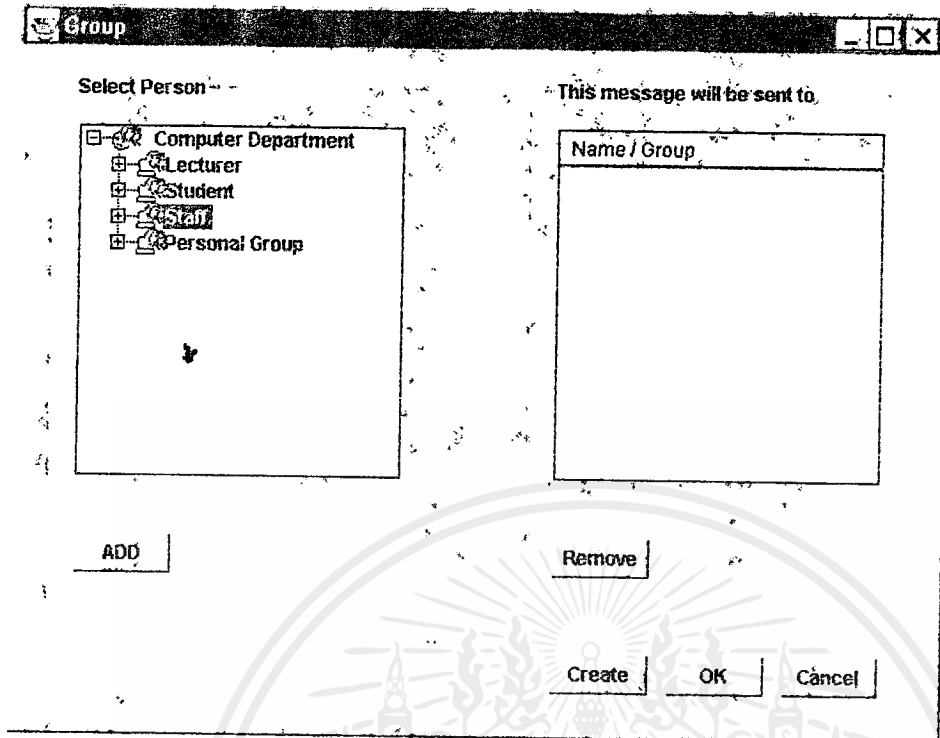 Group
Select Person
Computer Department
Lecturer
Student
Staff
Personal Group
ADD
This message will be sent to
Name / Group
Remove
Create
OK
Cancel